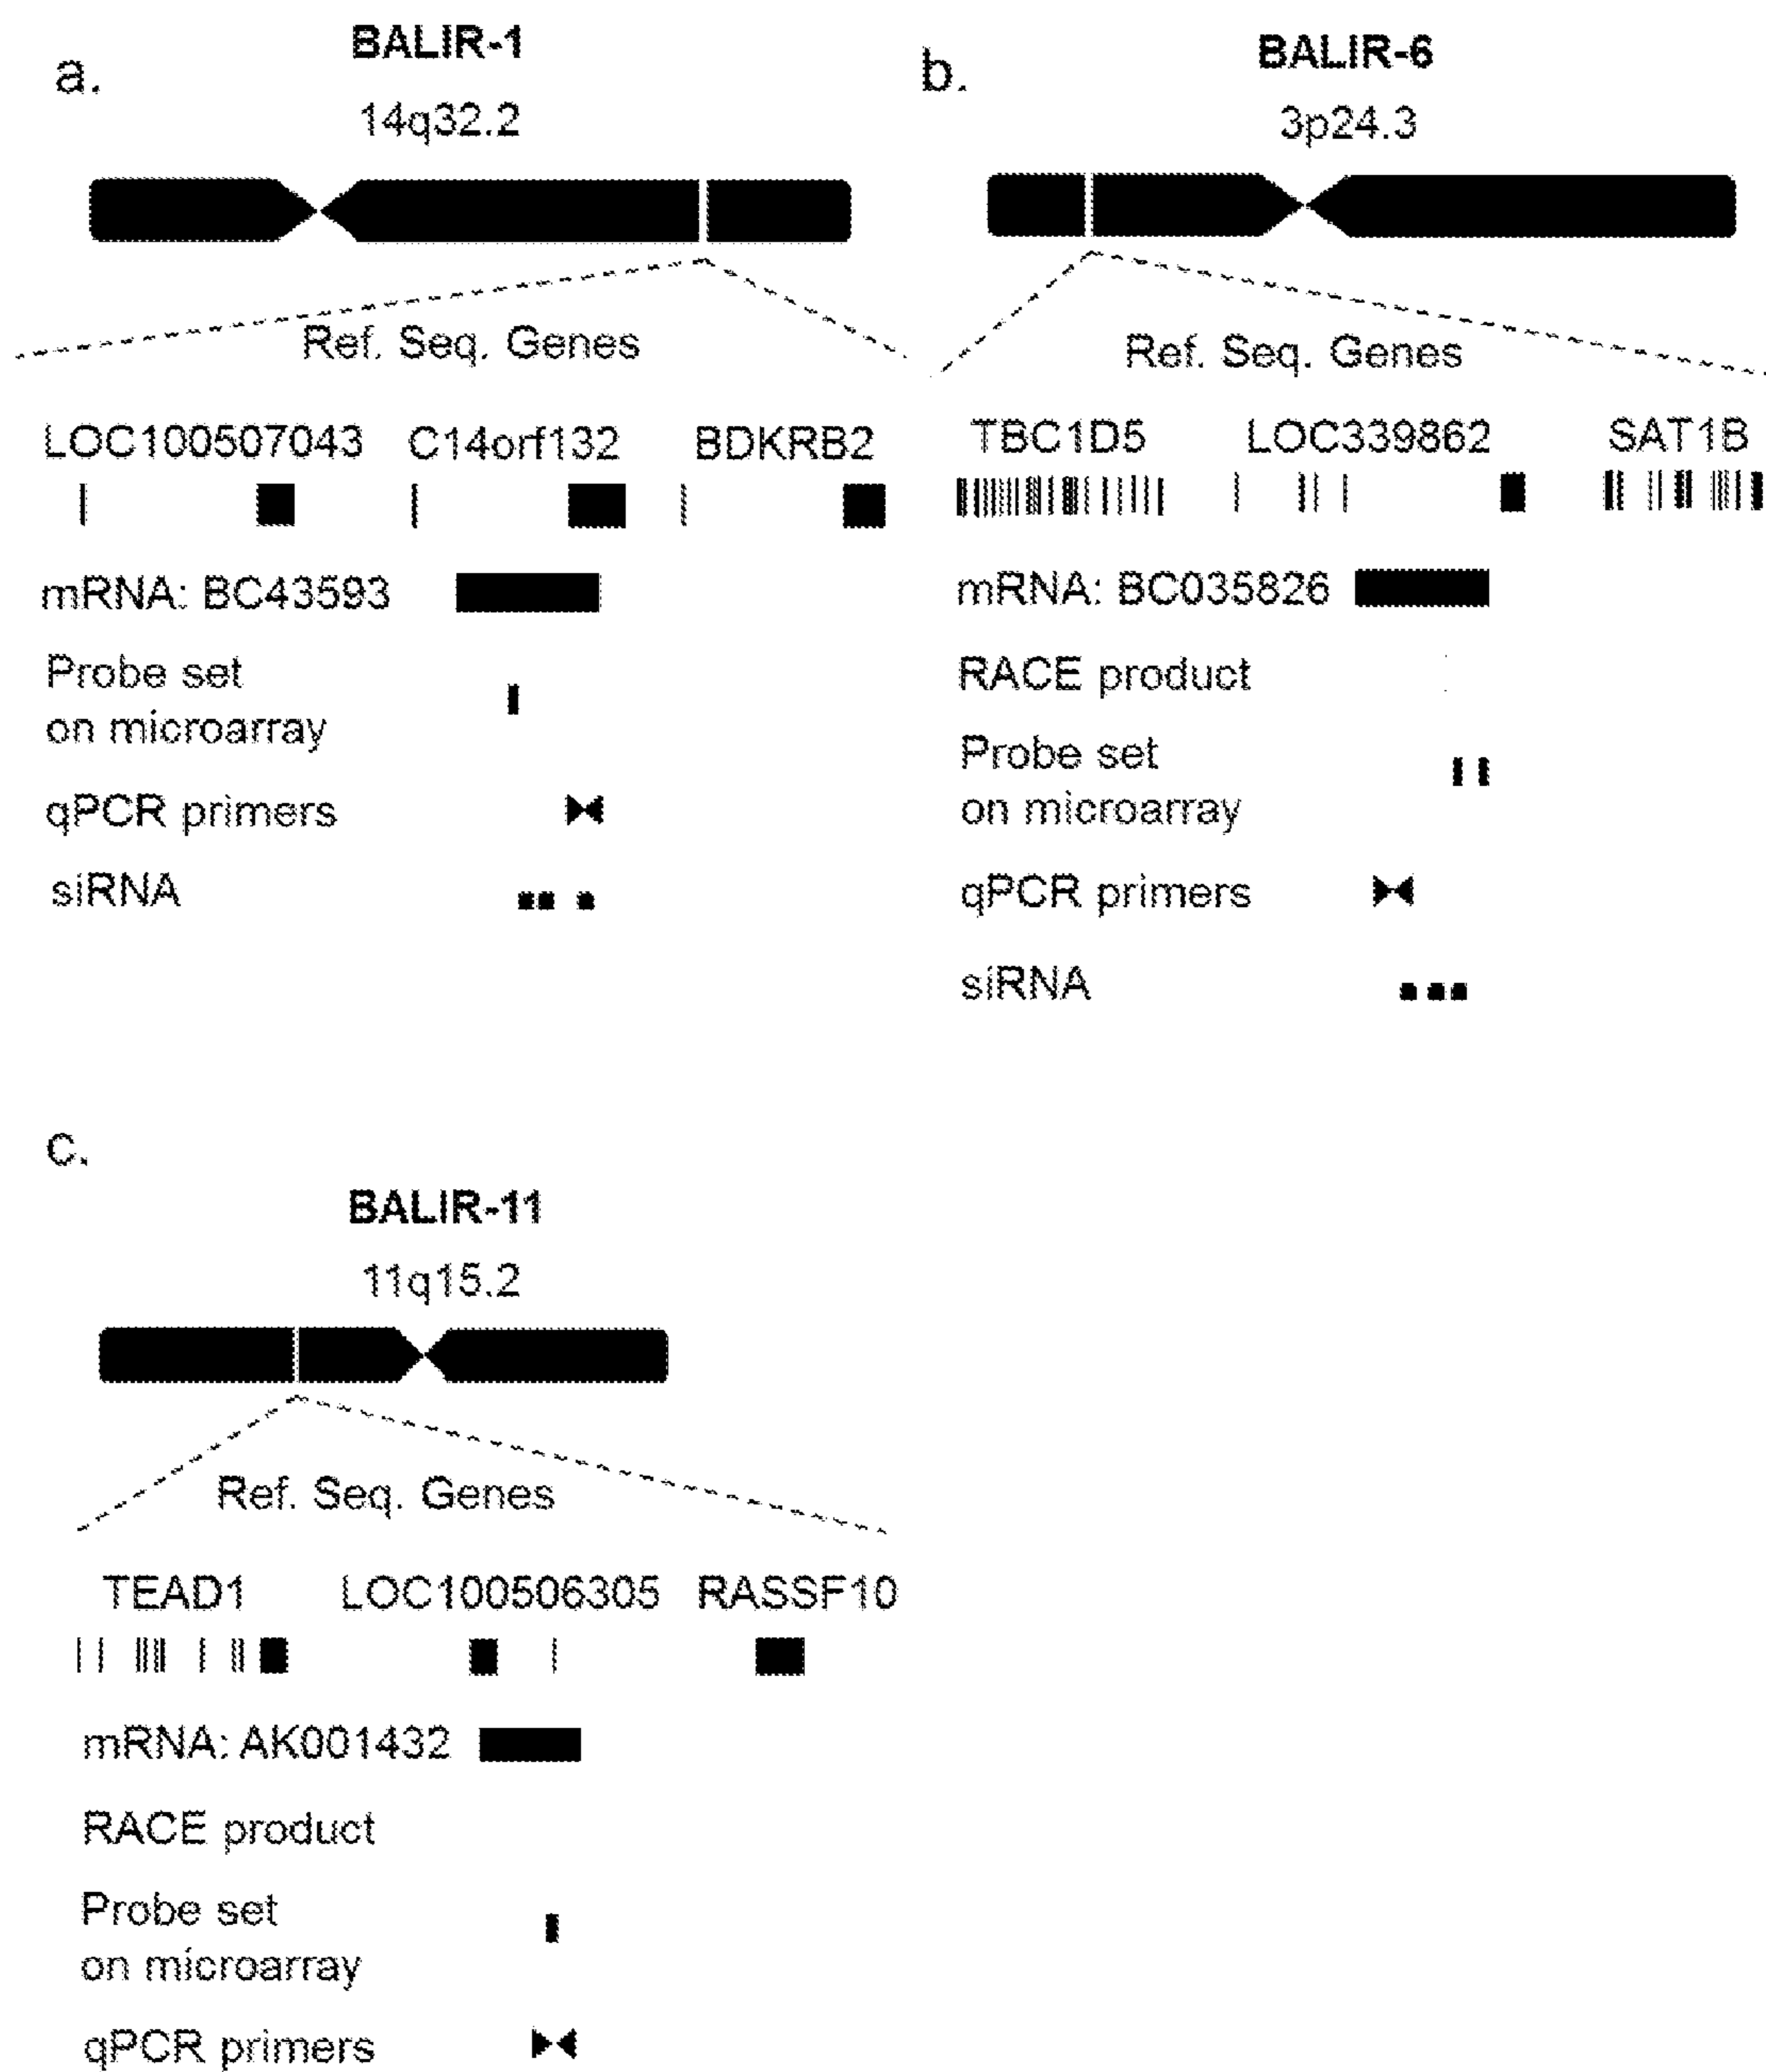 a.
BALIR-1
14q32.2
Ref. Seq. Genes
LOC100507043 C14orf132 BDKRB2
mRNA: BC43593
Probe set
on microarray
qPCR primers
siRNA
b.
BALIR-6
3p24.3
Ref. Seq. Genes
TBC1D5 LOC339862 SAT1B
mRNA: BC035826
RACE product
Probe set
on microarray
qPCR primers
siRNA
c.
BALIR-11
11q15.2
Ref. Seq. Genes
TEAD1 LOC100506305 RASSF10
mRNA: AK001432
RACE product
Probe set
on microarray
qPCR primers